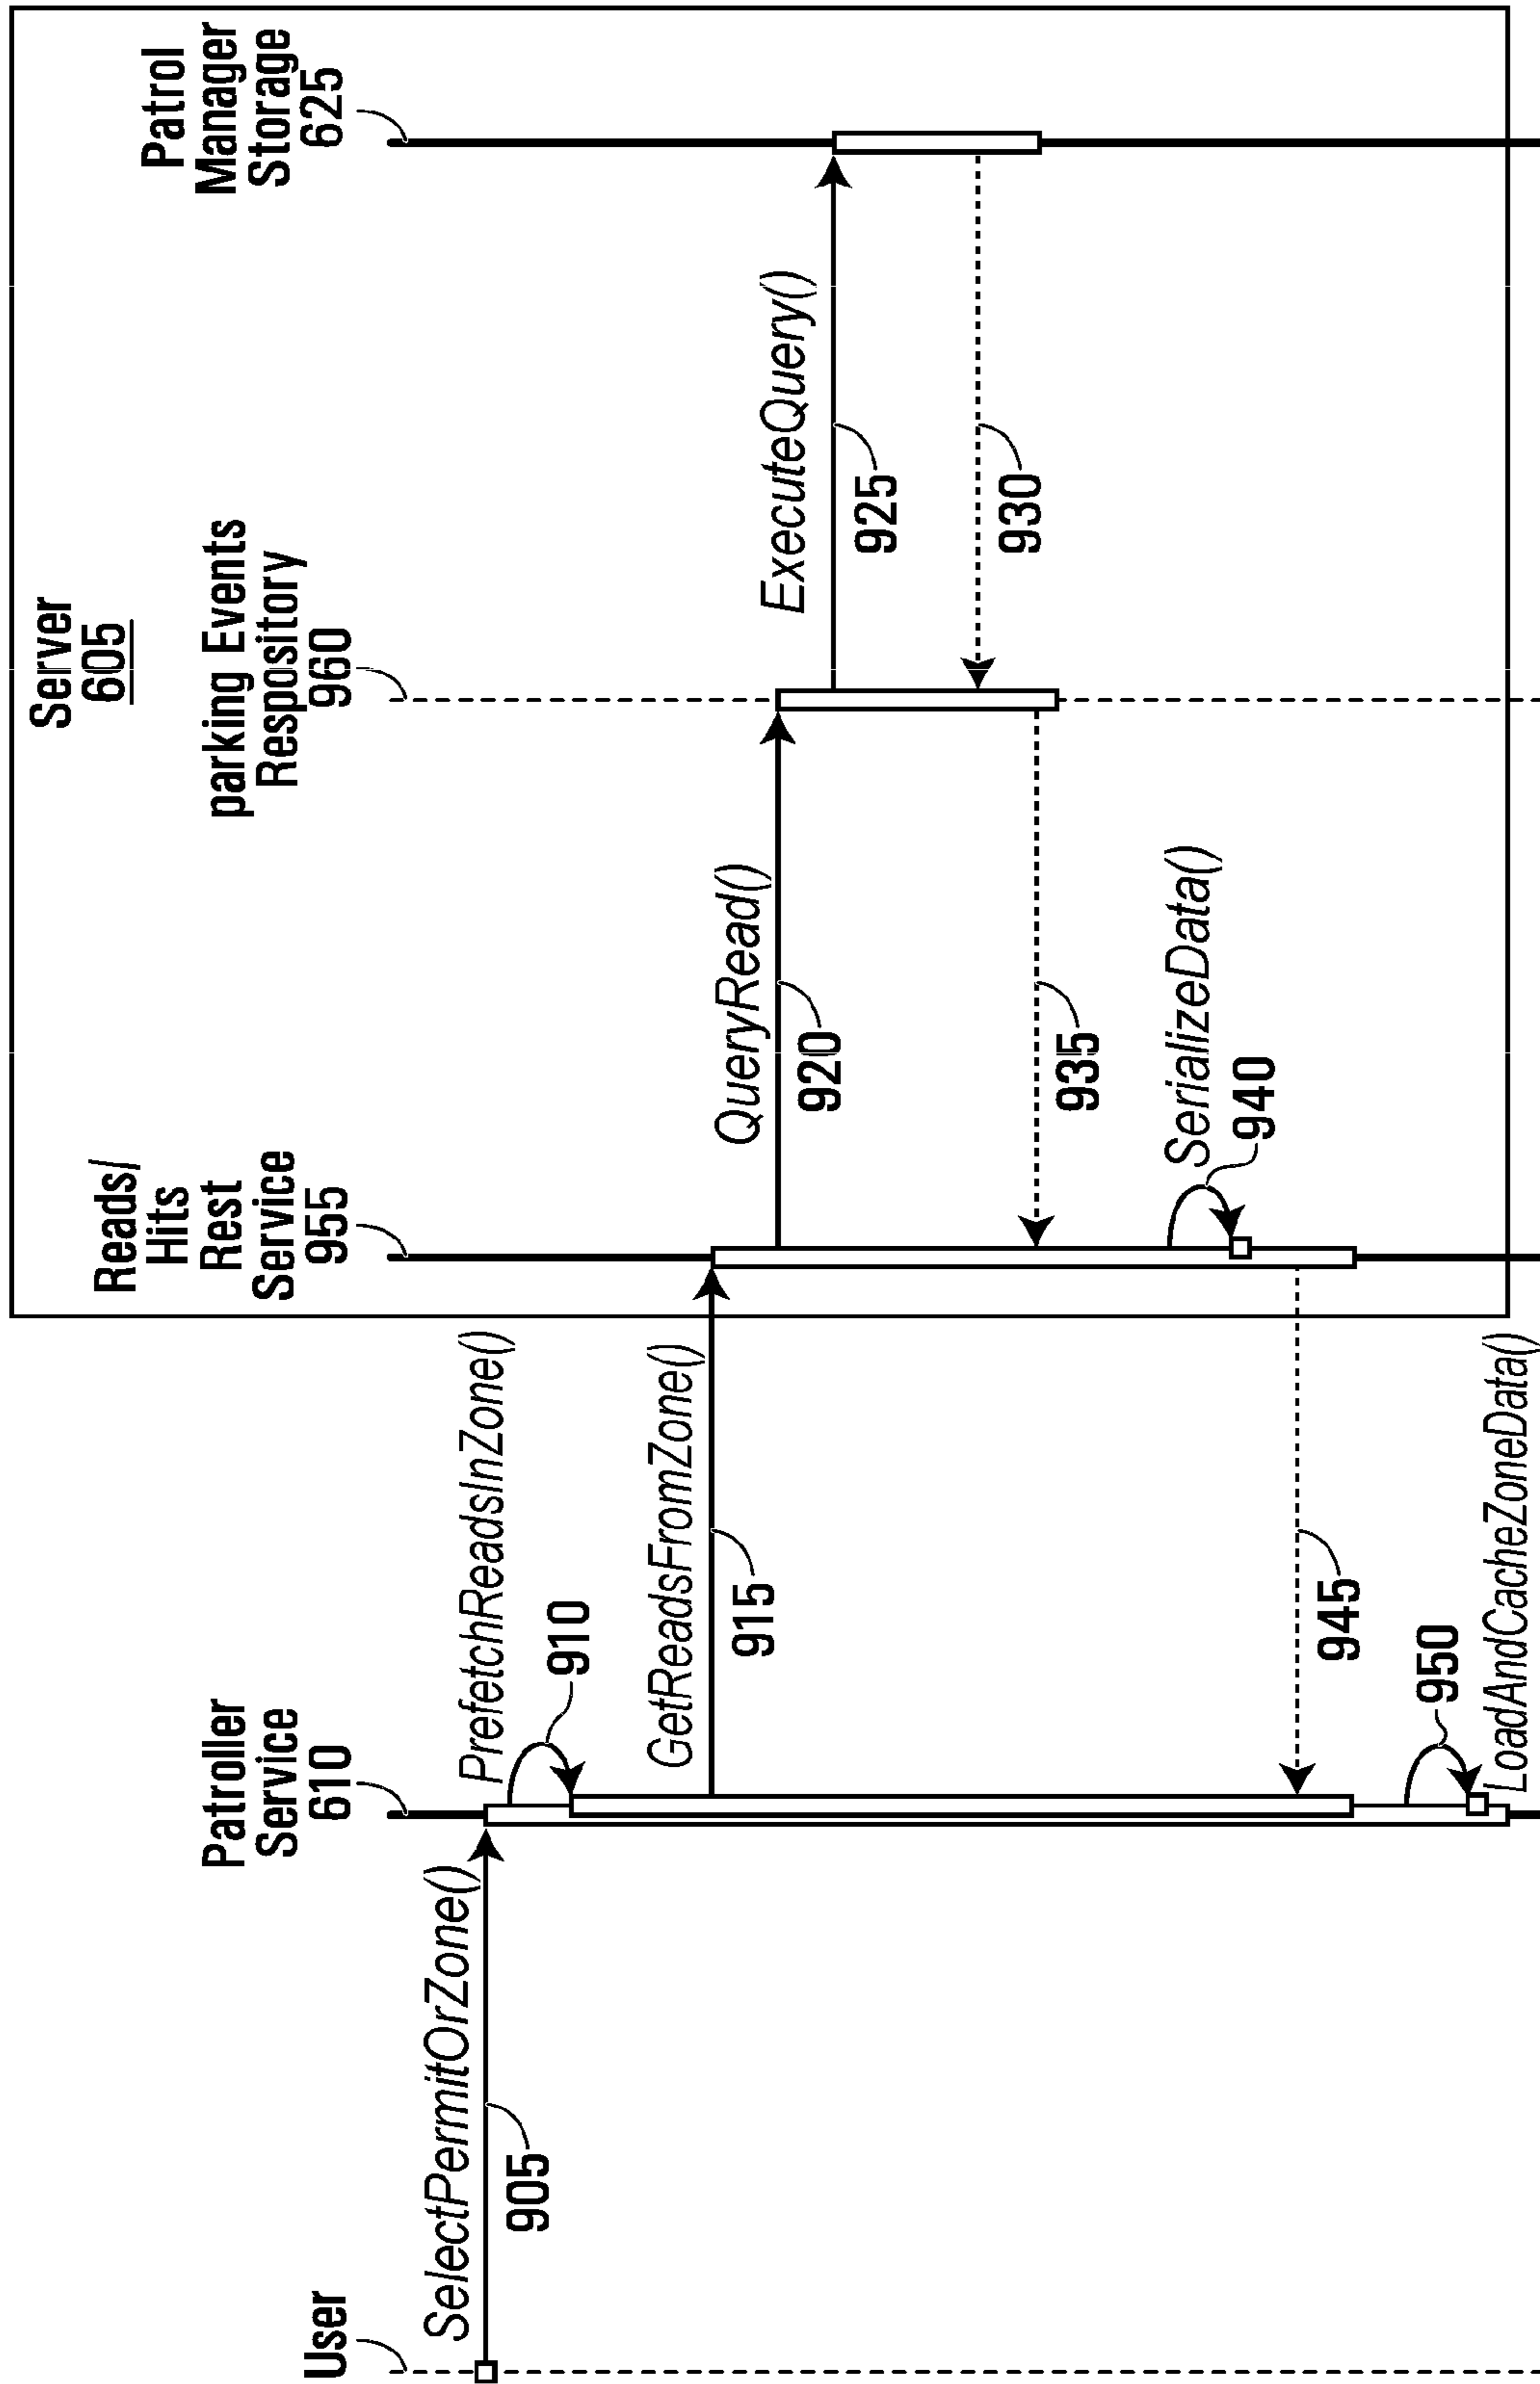 Server
605
User
Patroller
Service
610
Reads/
Hits
Rest
Service
955
parking Events
Respository
960
Patrol
Manager
Storage
625
SelectPermitOrZone()
905
PrefetchReadsInZone()
910
GetReadsFromZone()
915
QueryRead()
920
ExecuteQuery()
925
930
935
SerializeData()
940
945
950
LoadAndCacheZoneData()